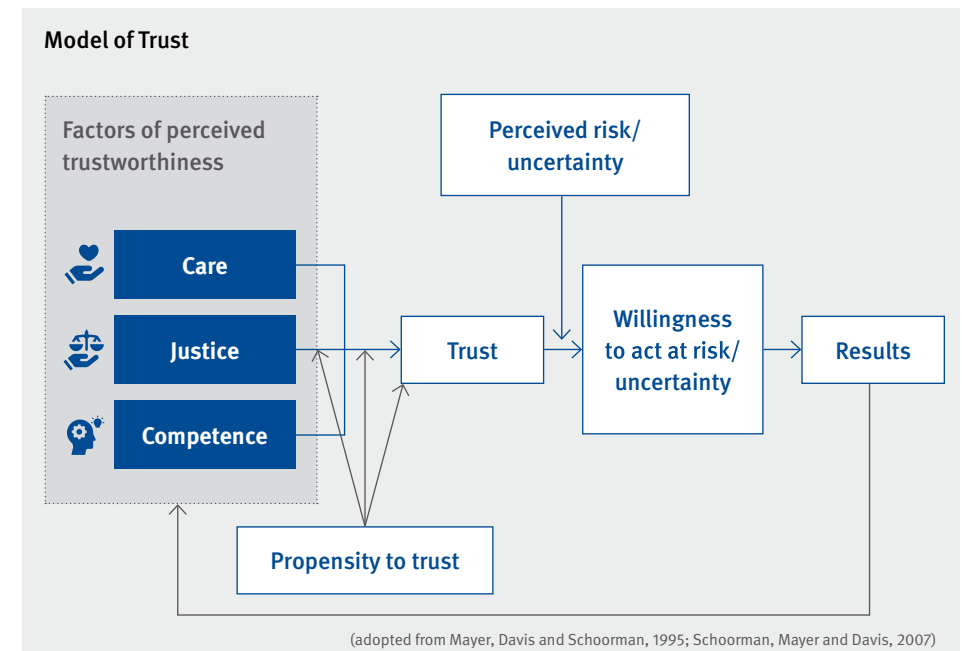 Model of Trust
Factors of perceived
trustworthiness
Care
Justice
Competence
Propensity to trust
Trust
Perceived risk/
uncertainty
Willingness
to act at risk/
uncertainty
Results
(adopted from Mayer, Davis and Schoorman, 1995; Schoorman, Mayer and Davis, 2007)